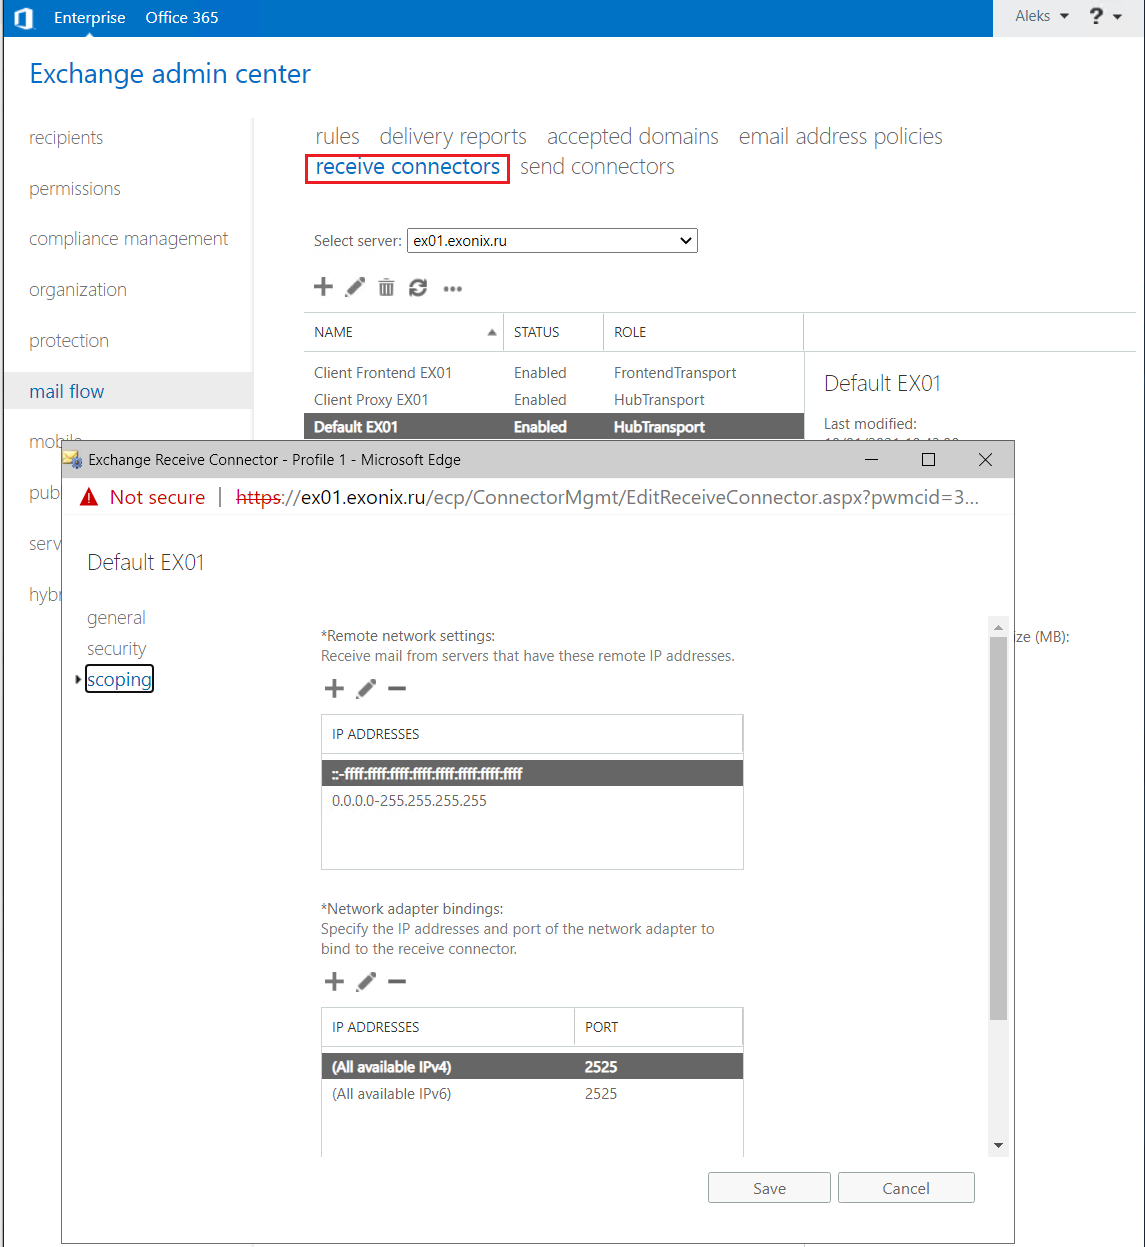 Enterprise Office 365 Aleks ?
Exchange admin center
recipients
permissions
compliance management
organization
protection
mail flow
rules delivery reports accepted domains email address policies
receive connectors send connectors
Select server: ex01.exonix.ru
NAME STATUS ROLE
Client Frontend EX01 Enabled FrontendTransport
Client Proxy EX01 Enabled HubTransport
Default EX01 Enabled HubTransport
Default EX01
Last modified:
Exchange Receive Connector - Profile 1 - Microsoft Edge
Not secure | https://ex01.exonix.ru/ecp/ConnectorMgmt/EditReceiveConnector.aspx?pwmcid=3...
Default EX01
general
security
scoping
*Remote network settings:
Receive mail from servers that have these remote IP addresses.
IP ADDRESSES
::-ffff:ffff:ffff:ffff:ffff:ffff:ffff:ffff
0.0.0.0-255.255.255.255
*Network adapter bindings:
Specify the IP addresses and port of the network adapter to
bind to the receive connector.
IP ADDRESSES PORT
(All available IPv4) 2525
(All available IPv6) 2525
Save Cancel
ize (MB):